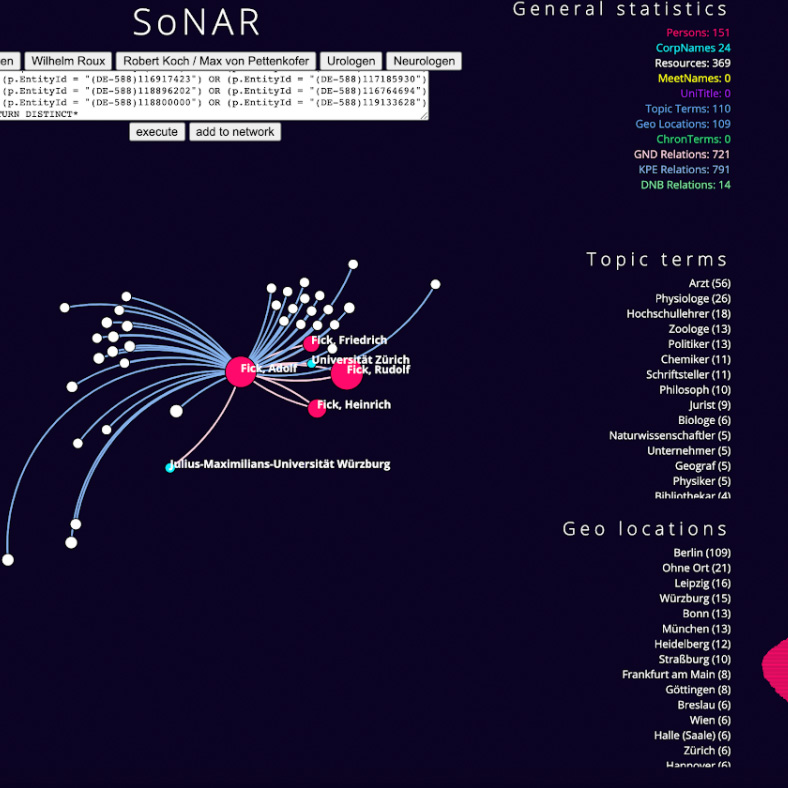 SoNAR
en
Wilhelm Roux
Robert Koch / Max von Pettenkofer
Urologen
Neurologen
(p.EntityId = "(DE-588)116917423") OR (p.EntityId = "(DE-588)117185930")
(p.EntityId = "(DE-588)118896202") OR (p.EntityId = "(DE-588)116764694")
(p.EntityId = "(DE-588)118800000") OR (p.EntityId = "(DE-588)119133628")
TURN DISTINCT*
execute
add to network
Fick, Friedrich
Universität Zürich
Fick, Adolf
Fick, Rudolf
Fick, Heinrich
Julius-Maximilians-Universität Würzburg
General statistics
Persons: 151
CorpNames 24
Resources: 369
MeetNames: 0
UniTitle: 0
Topic Terms: 110
Geo Locations: 109
ChronTerms: 0
GND Relations: 721
KPE Relations: 791
DNB Relations: 14
Topic terms
Arzt (56)
Physiologe (26)
Hochschullehrer (18)
Zoologe (13)
Politiker (13)
Chemiker (11)
Schriftsteller (11)
Philosoph (10)
Jurist (9)
Biologe (6)
Naturwissenschaftler (5)
Unternehmer (5)
Geograf (5)
Physiker (5)
Bibliothekar (4)
Geo locations
Berlin (109)
Ohne Ort (21)
Leipzig (16)
Würzburg (15)
Bonn (13)
München (13)
Heidelberg (12)
Straßburg (10)
Frankfurt am Main (8)
Göttingen (8)
Breslau (6)
Wien (6)
Halle (Saale) (6)
Zürich (6)
Hannover (6)